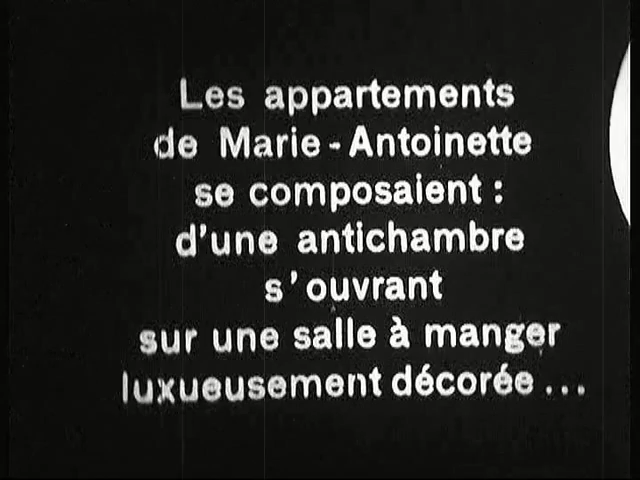 Les appartements
de Marie-Antoinette
se composaient :
d'une antichambre
s'ouvrant
sur une salle à manger
luxueusement décorée...